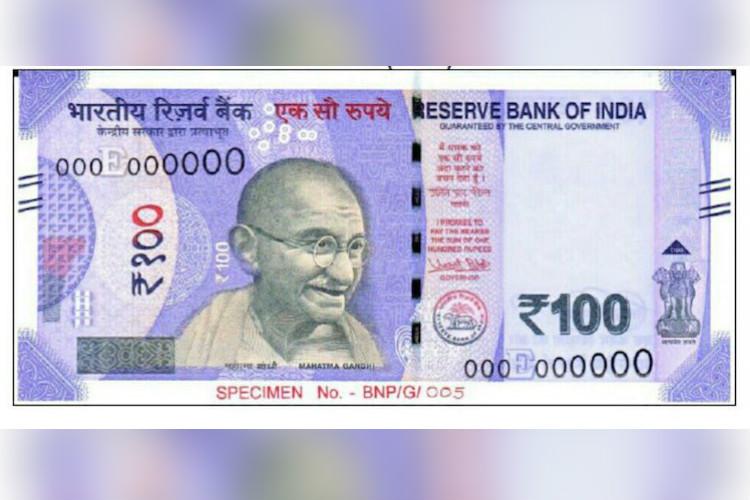 भारतीय रिज़र्व बैंक एक सौ रुपये
केन्द्रीय सरकार द्वारा प्रत्याभूत
000E000000
₹१००
₹100
महात्मा गांधी MAHATMA GANDHI
RESERVE BANK OF INDIA
GUARANTEED BY THE CENTRAL GOVERNMENT
मैं धारक को
एक सौ रुपये
अदा करने का
वचन देता हूँ।
I PROMISE TO
PAY THE BEARER
THE SUM OF ONE
HUNDRED RUPEES
GOVERNOR
₹100
000E000000
SPECIMEN No. - BNP/G/005